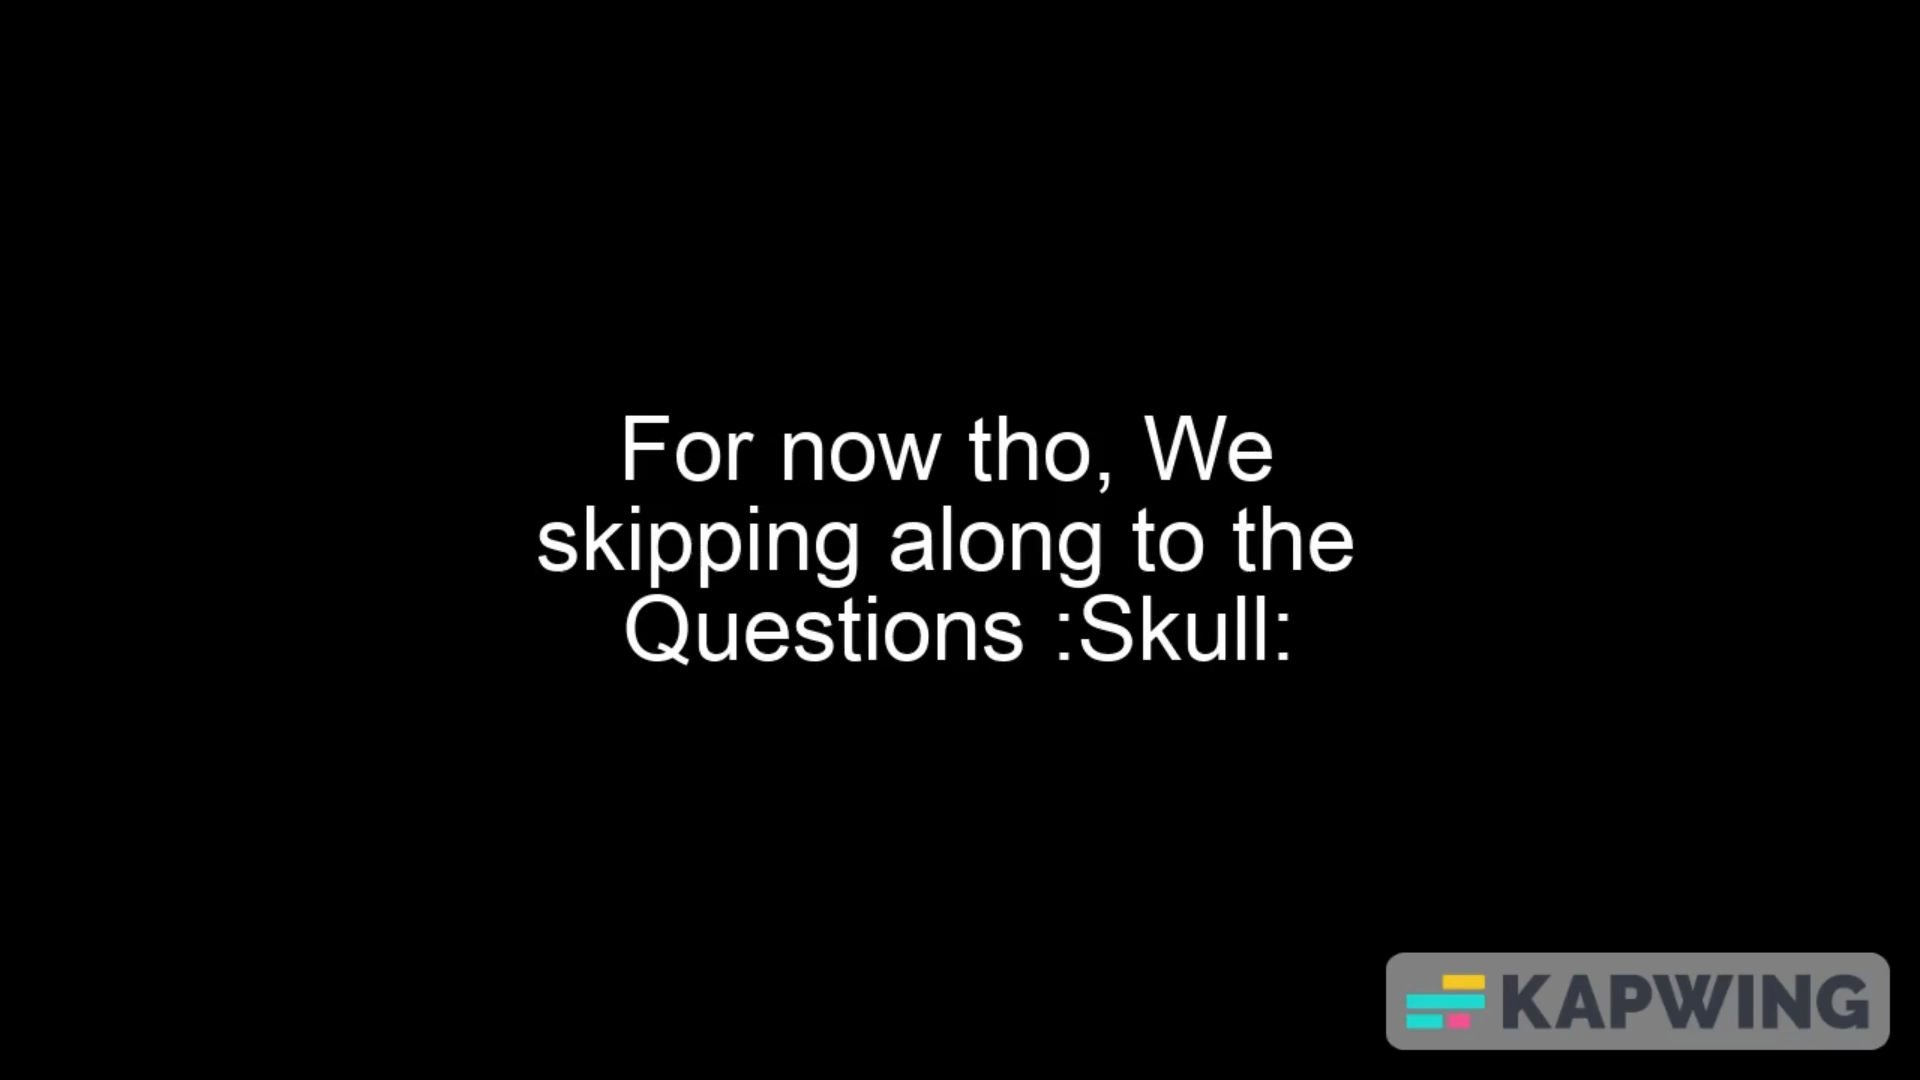 For now tho, We
skipping along to the
Questions :Skull:
KAPWING